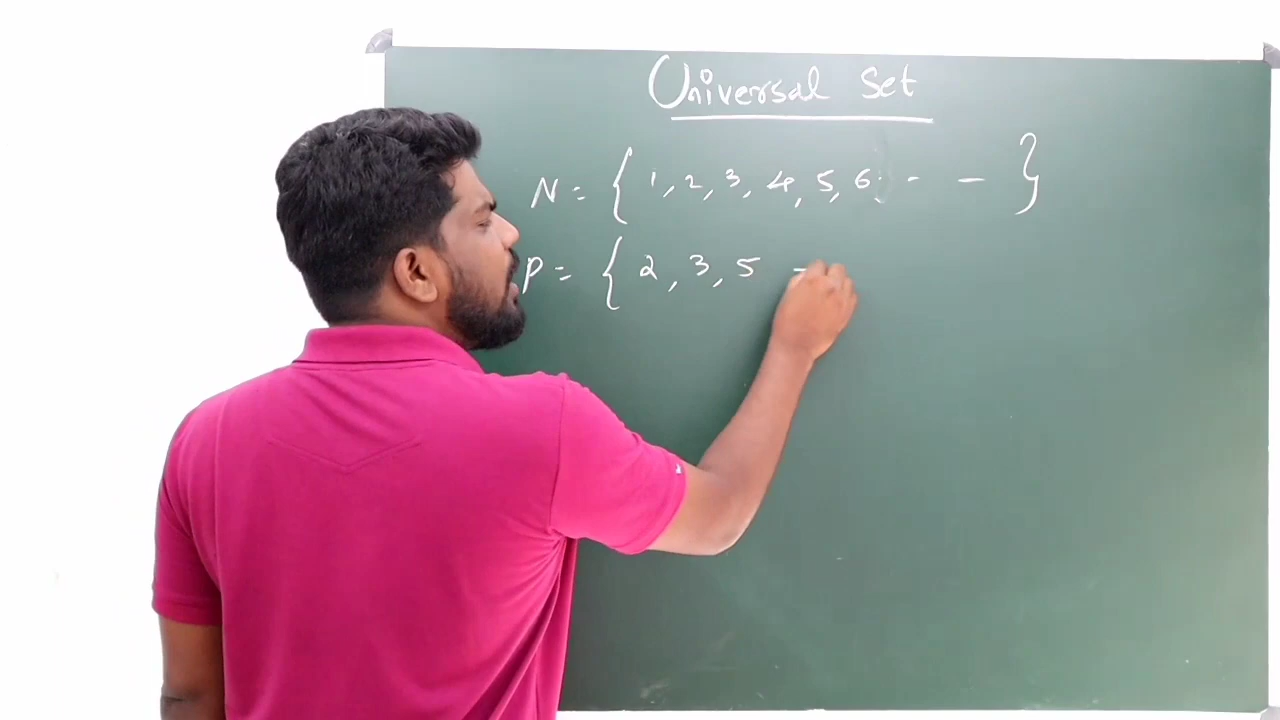 Universal Set
N = { 1, 2, 3, 4, 5, 6 - - }
P = { 2, 3, 5 -